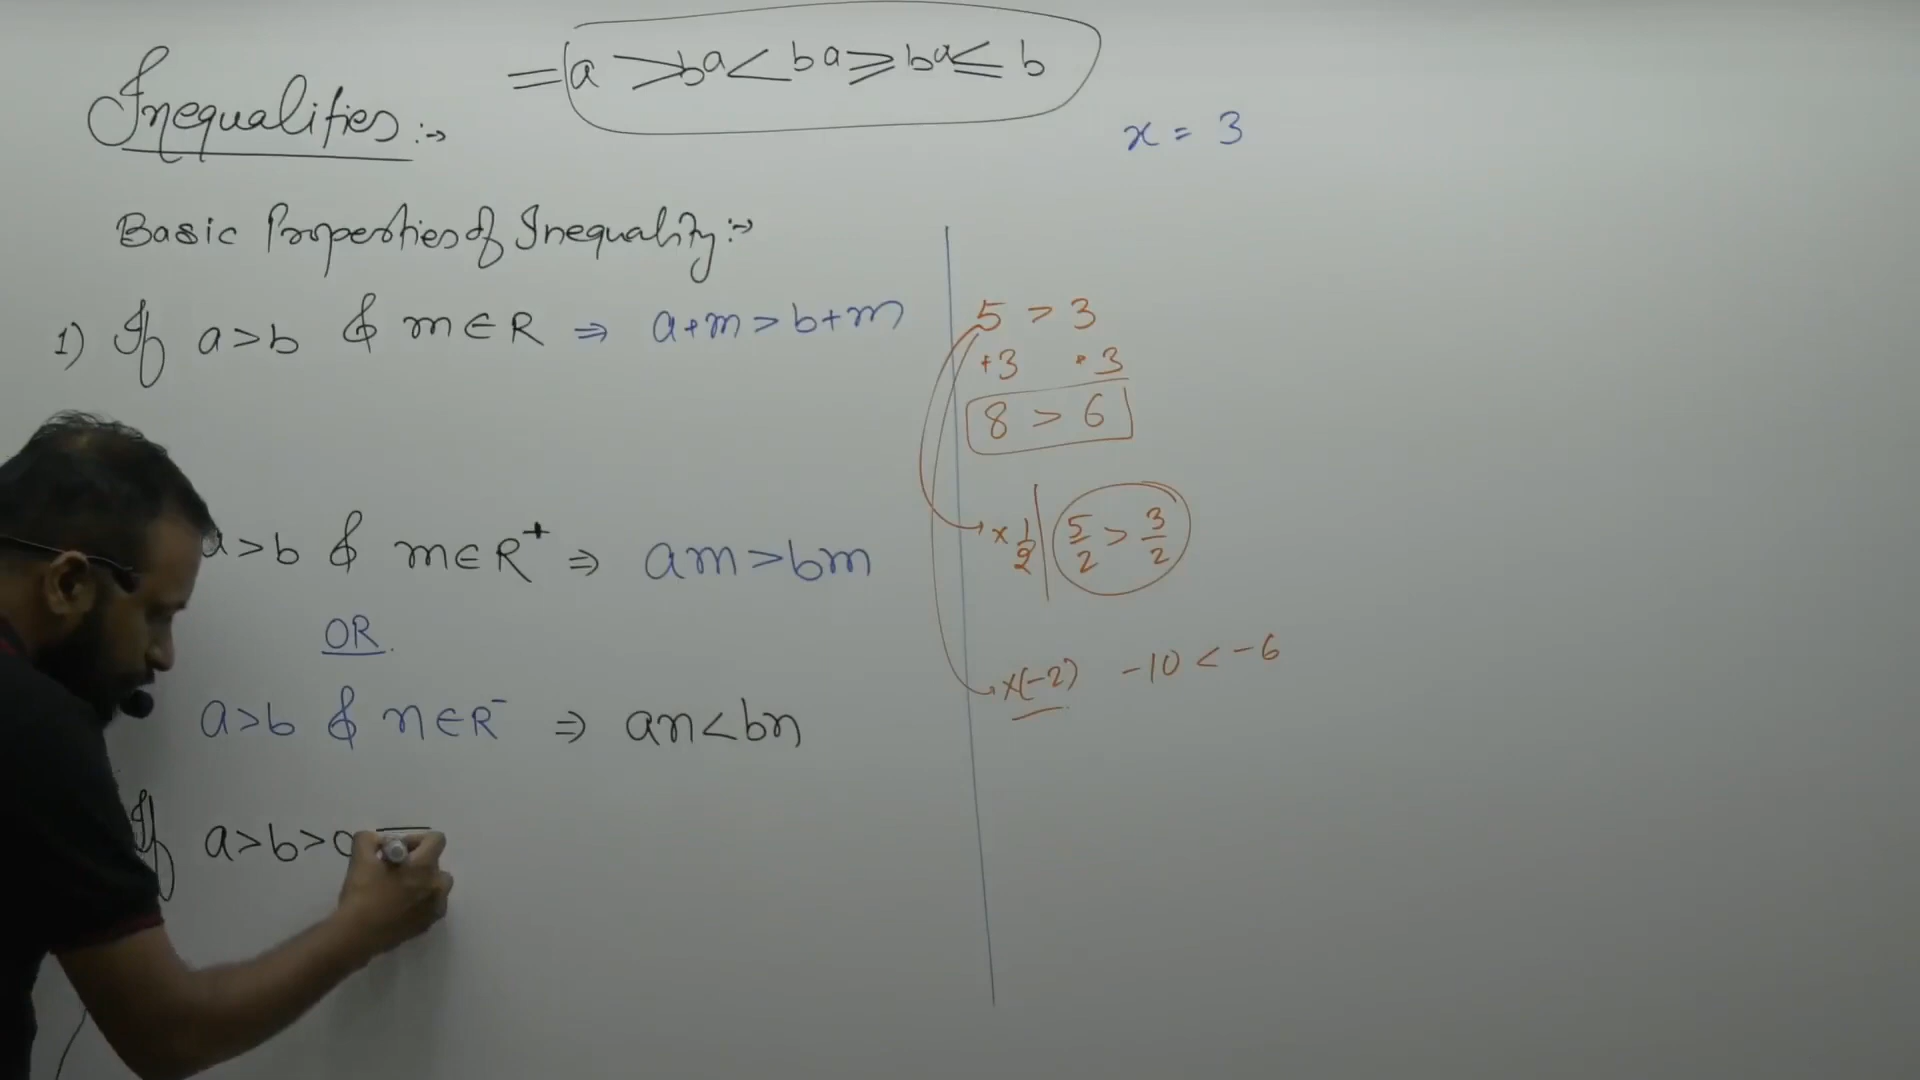 Inequalities :→
= a > b a < b a ≥ b a ≤ b
x = 3
Basic Properties of Inequality :→
1) If a > b & m ∈ R ⇒ a+m > b+m
a > b & m ∈ R⁺ ⇒ am > bm
OR.
a > b & n ∈ R⁻ ⇒ an < bn
If a > b >
5 > 3
+3 +3
8 > 6
× 1/2 | 5/2 > 3/2
×(-2) -10 < -6